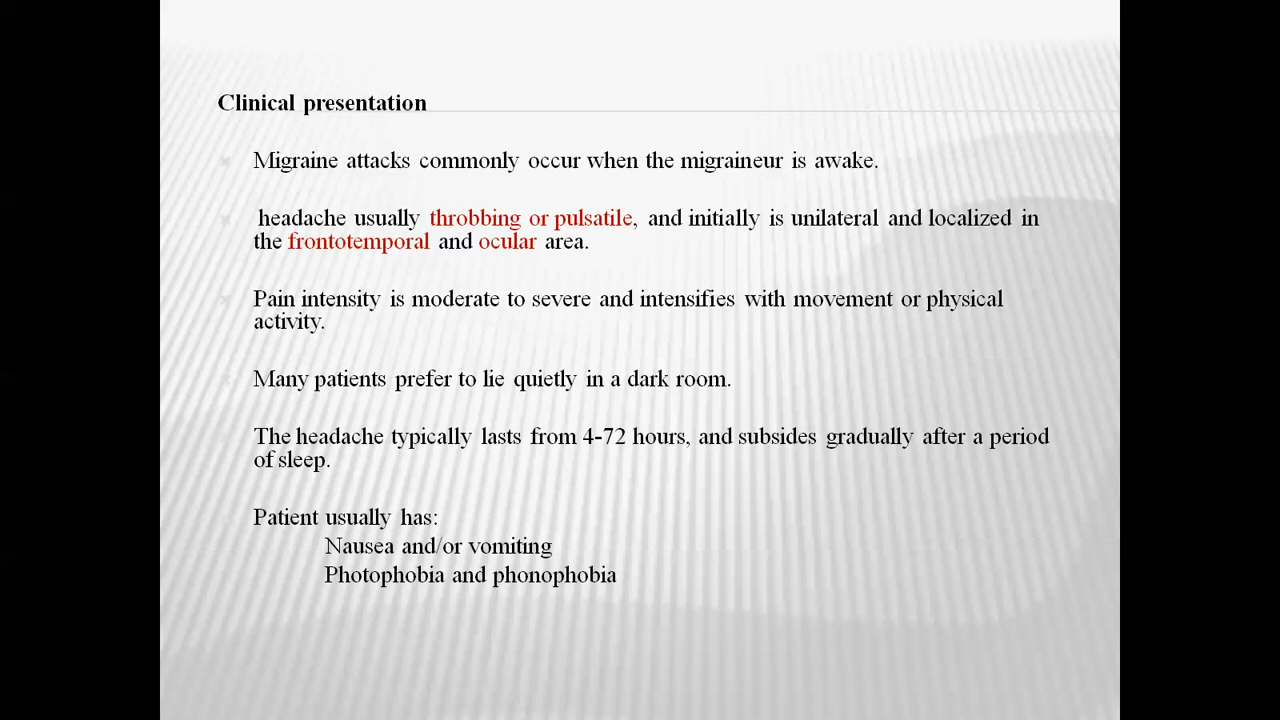 Clinical presentation
Migraine attacks commonly occur when the migraineur is awake.
headache usually throbbing or pulsatile, and initially is unilateral and localized in
the frontotemporal and ocular area.
Pain intensity is moderate to severe and intensifies with movement or physical
activity.
Many patients prefer to lie quietly in a dark room.
The headache typically lasts from 4-72 hours, and subsides gradually after a period
of sleep.
Patient usually has:
Nausea and/or vomiting
Photophobia and phonophobia